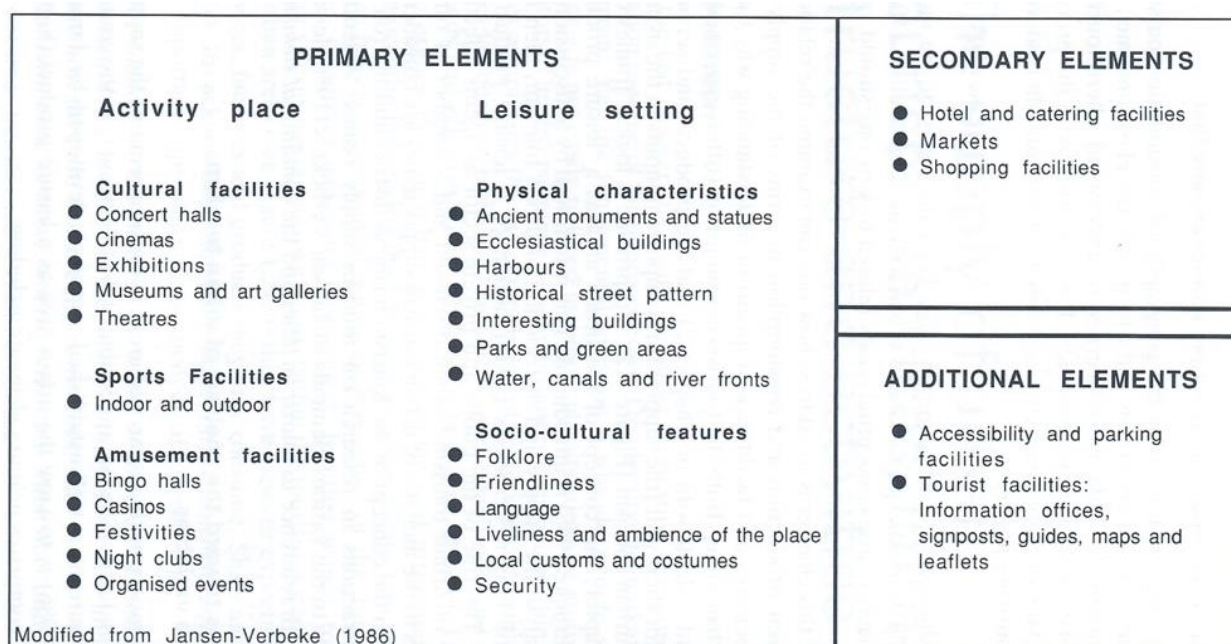 PRIMARY ELEMENTS
Activity place
Cultural facilities
● Concert halls
● Cinemas
● Exhibitions
● Museums and art galleries
● Theatres
Sports Facilities
● Indoor and outdoor
Amusement facilities
● Bingo halls
● Casinos
● Festivities
● Night clubs
● Organised events
Leisure setting
Physical characteristics
● Ancient monuments and statues
● Ecclesiastical buildings
● Harbours
● Historical street pattern
● Interesting buildings
● Parks and green areas
● Water, canals and river fronts
Socio-cultural features
● Folklore
● Friendliness
● Language
● Liveliness and ambience of the place
● Local customs and costumes
● Security
Modified from Jansen-Verbeke (1986)
SECONDARY ELEMENTS
● Hotel and catering facilities
● Markets
● Shopping facilities
ADDITIONAL ELEMENTS
● Accessibility and parking
facilities
● Tourist facilities:
Information offices,
signposts, guides, maps and
leaflets